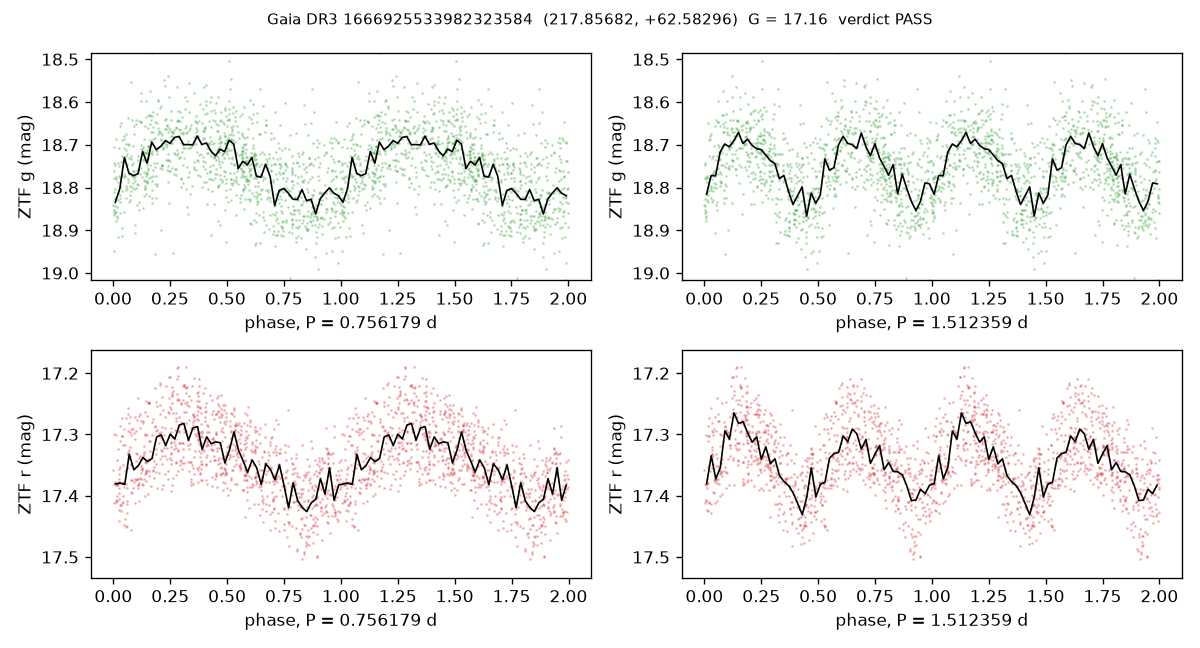 Gaia DR3 1666925533982323584 (217.85682, +62.58296) G = 17.16 verdict PASS
ZTF g (mag)
18.5
18.6
18.7
18.8
18.9
19.0
0.00 0.25 0.50 0.75 1.00 1.25 1.50 1.75 2.00
phase, P = 0.756179 d
ZTF g (mag)
18.5
18.6
18.7
18.8
18.9
19.0
0.00 0.25 0.50 0.75 1.00 1.25 1.50 1.75 2.00
phase, P = 1.512359 d
ZTF r (mag)
17.2
17.3
17.4
17.5
0.00 0.25 0.50 0.75 1.00 1.25 1.50 1.75 2.00
phase, P = 0.756179 d
ZTF r (mag)
17.2
17.3
17.4
17.5
0.00 0.25 0.50 0.75 1.00 1.25 1.50 1.75 2.00
phase, P = 1.512359 d